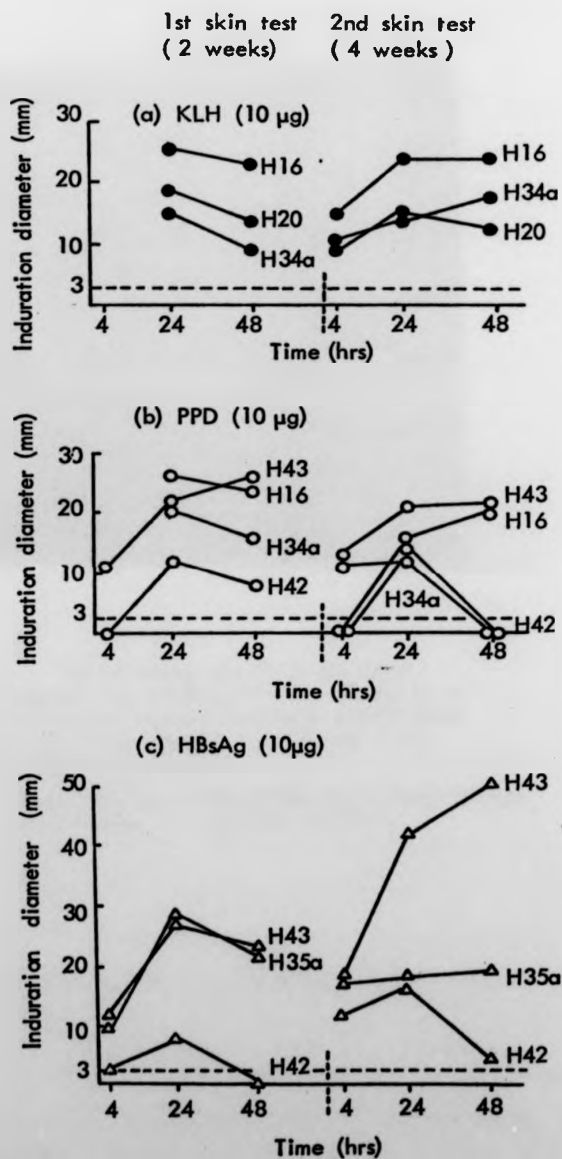 1st skin test 2nd skin test
( 2 weeks) ( 4 weeks )
(a) KLH (10 µg)
Induration diameter (mm)
30
20
10
3
H16
H20
H34a
H16
H34a
H20
4 24 48 4 24 48
Time (hrs)
(b) PPD (10 µg)
Induration diameter (mm)
30
20
10
3
H43
H16
H34a
H42
H43
H16
H34a
H42
4 24 48 4 24 48
Time (hrs)
(c) HBsAg (10µg)
Induration diameter (mm)
50
40
30
20
10
3
H43
H35a
H42
H43
H35a
H42
4 24 48 4 24 48
Time (hrs)